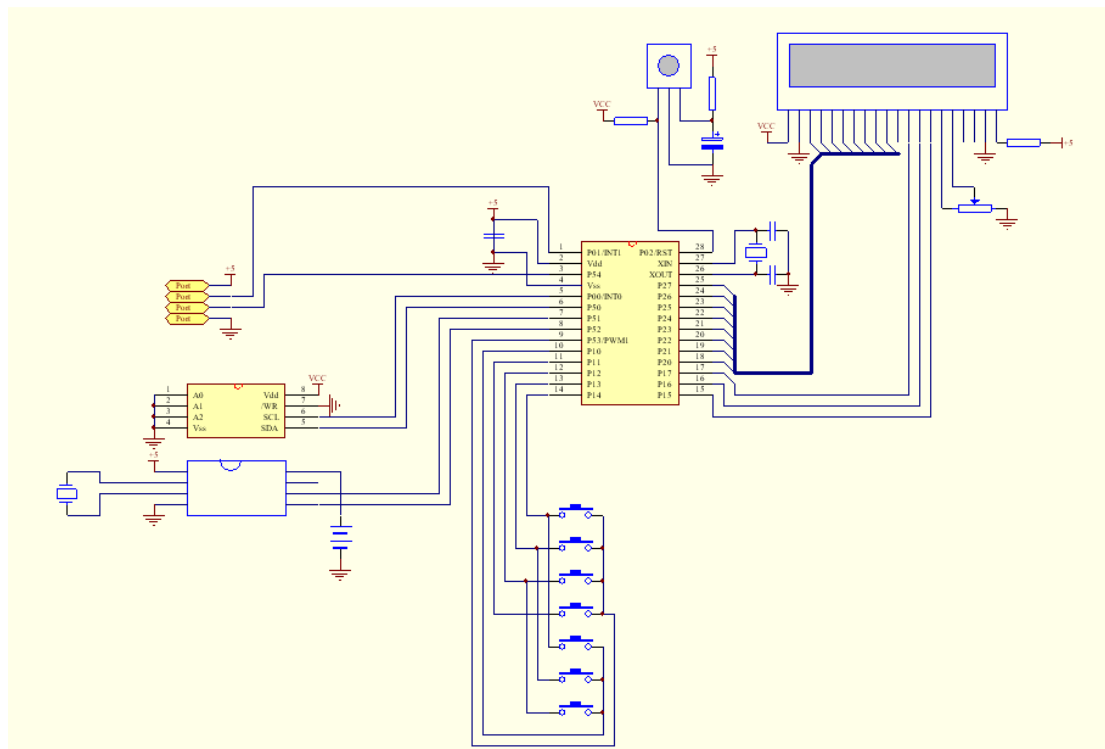 +5
VCC
VCC
+5
+5
1 P01/INT1 P02/RST 28
2 Vdd XIN 27
3 P54 XOUT 26
4 Vss P27 25
5 P00/INT0 P26 24
6 P50 P25 23
7 P51 P24 22
8 P52 P23 21
9 P53/PWM1 P22 20
10 P10 P21 19
11 P11 P20 18
12 P12 P17 17
13 P13 P16 16
14 P14 P15 15
+5
Port
Port
Port
Port
VCC
1 A0 Vdd 8
2 A1 /WR 7
3 A2 SCL 6
4 Vss SDA 5
+5